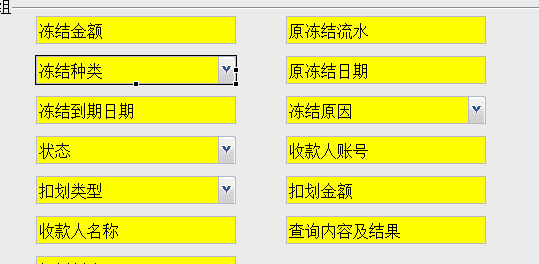 组
冻结金额 原冻结流水
冻结种类 原冻结日期
冻结到期日期 冻结原因
状态 收款人账号
扣划类型 扣划金额
收款人名称 查询内容及结果